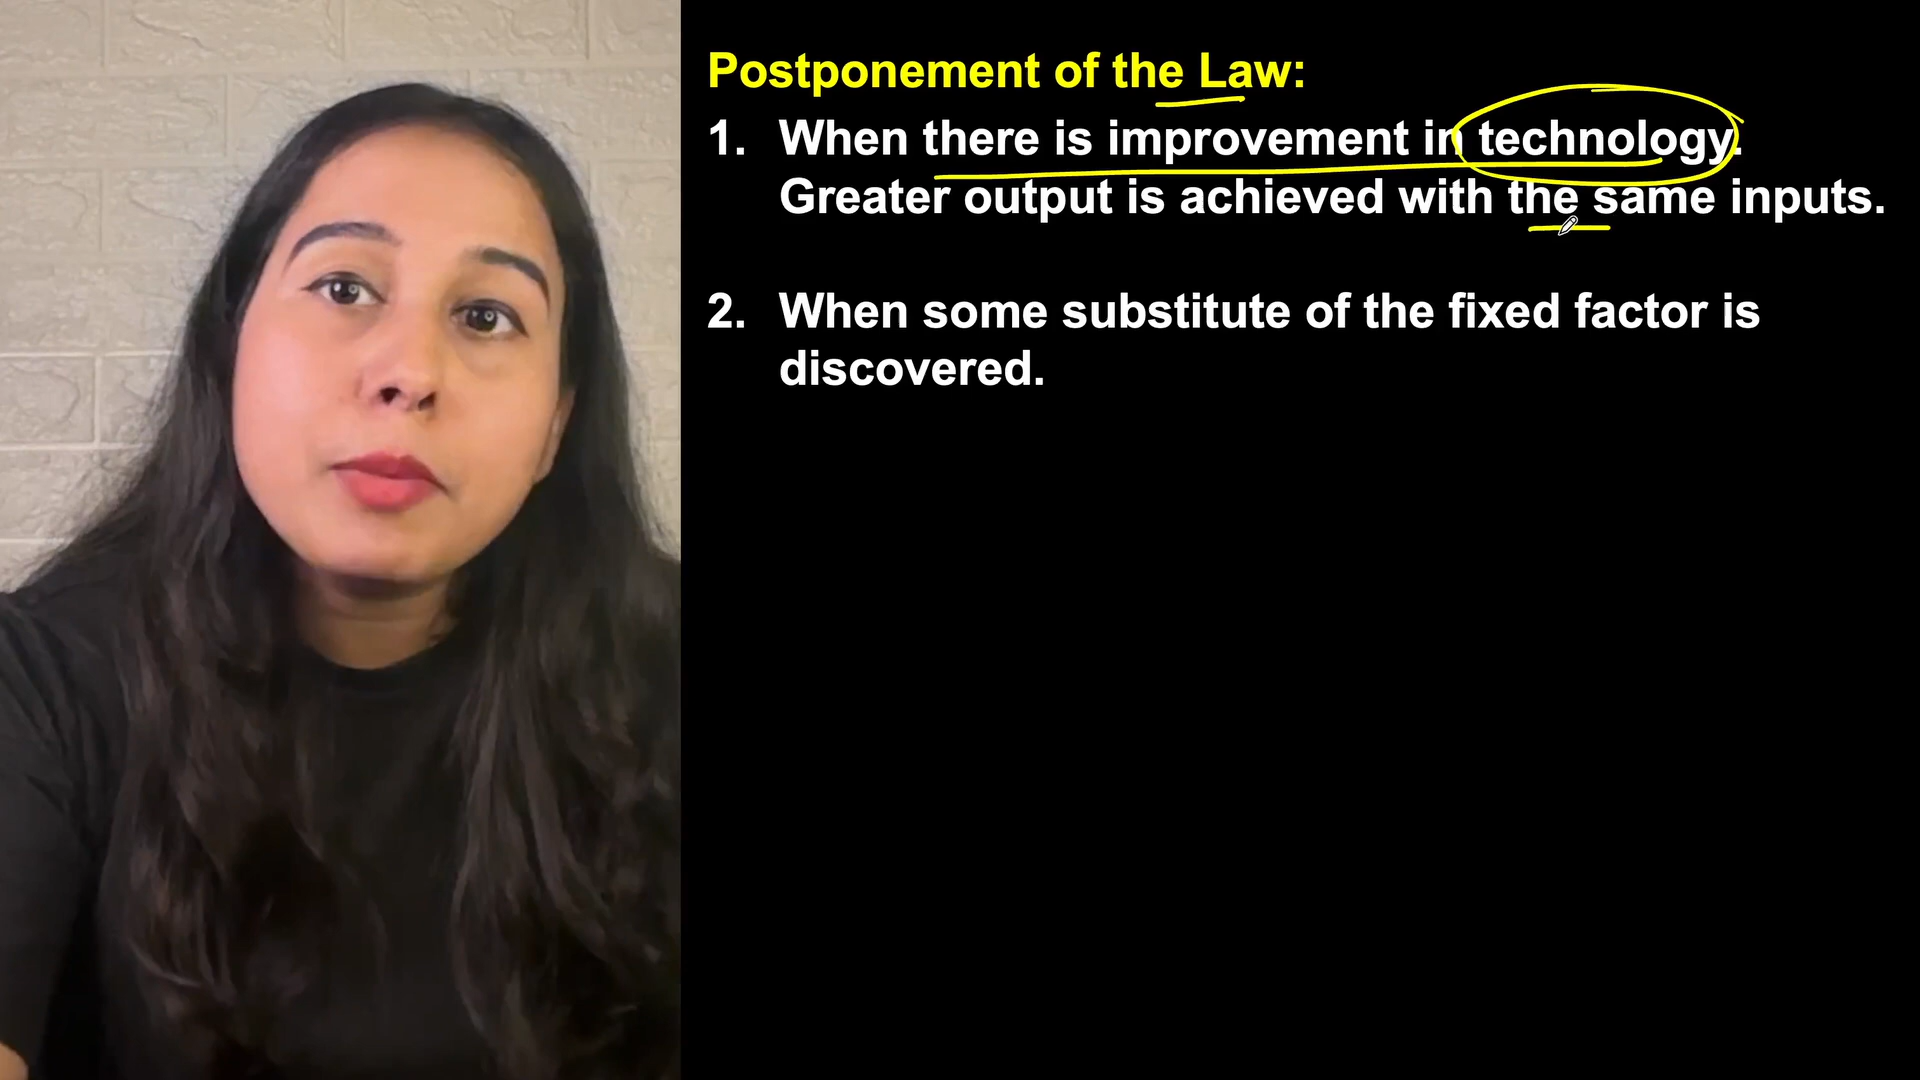 Postponement of the Law:
1. When there is improvement in technology.
Greater output is achieved with the same inputs.
2. When some substitute of the fixed factor is
discovered.